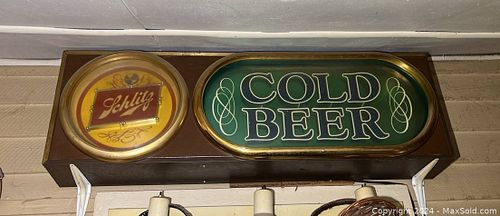 Schlitz
COLD
BEER
Copyright 2024 - MaxSold.com